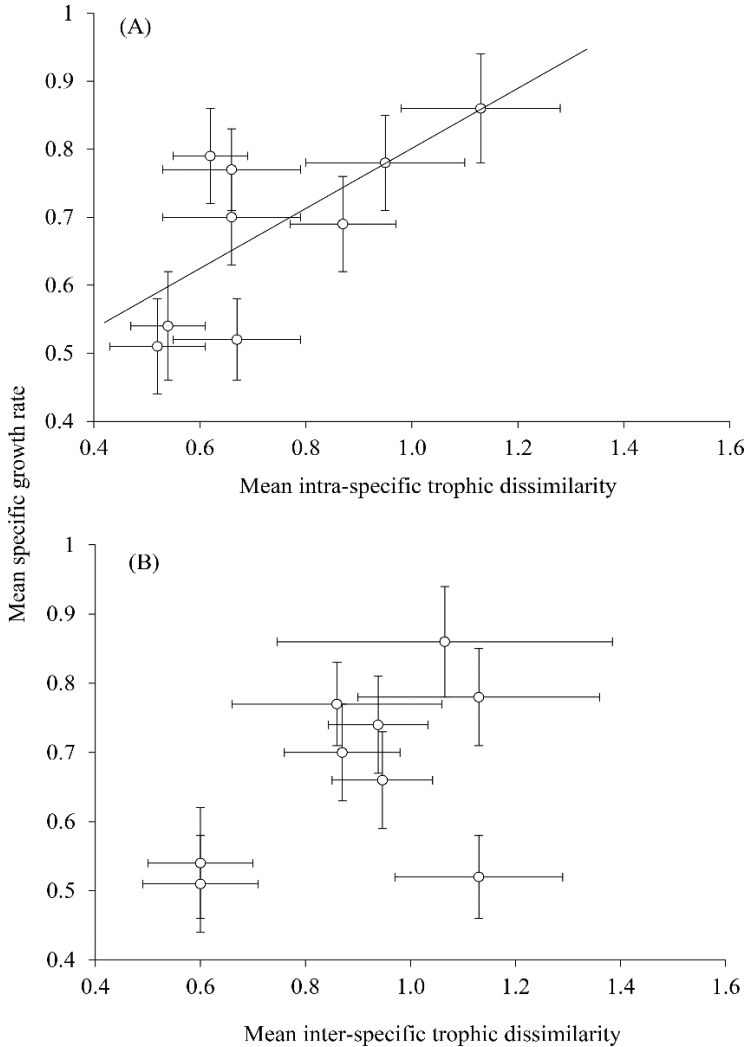 Mean specific growth rate
(A)
1
0.9
0.8
0.7
0.6
0.5
0.4
0.4 0.6 0.8 1.0 1.2 1.4 1.6
Mean intra-specific trophic dissimilarity
(B)
1
0.9
0.8
0.7
0.6
0.5
0.4
0.4 0.6 0.8 1.0 1.2 1.4 1.6
Mean inter-specific trophic dissimilarity